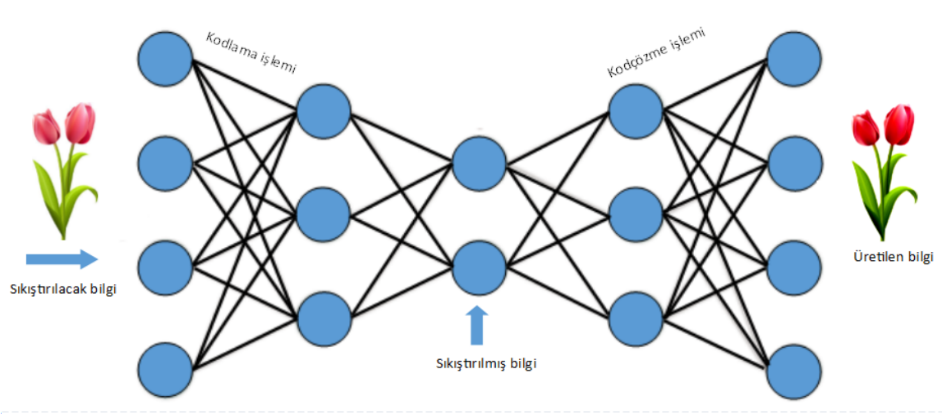 Kodlama işlemi
Kodçözme işlemi
Sıkıştırılacak bilgi
Üretilen bilgi
Sıkıştırılmış bilgi